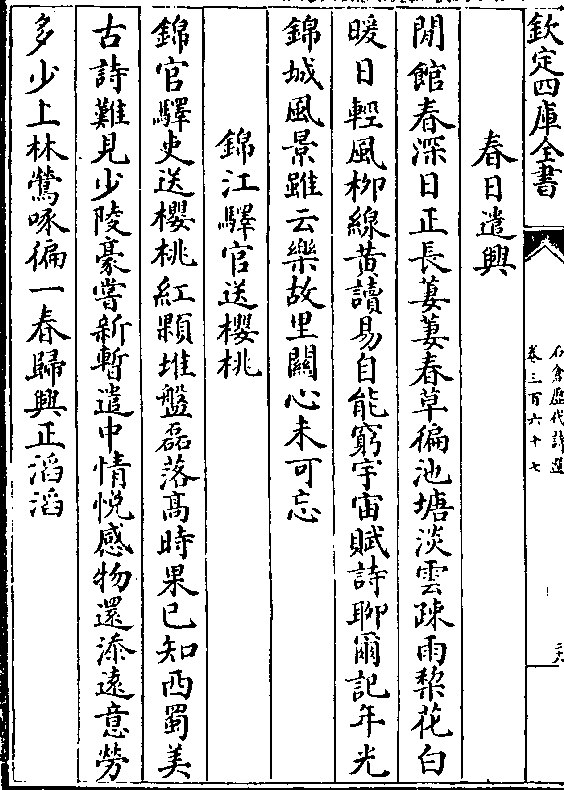 欽定四庫全書
石倉歷代詩選
卷三百六十七
春日遣興
閒館春深日正長萋萋春草徧池塘淡雲疎雨棃花白
暖日輕風柳線黄讀易自能窮宇宙賦詩聊爾記年光
錦城風景雖云樂故里闗心未可忘
錦江驛官送櫻桃
錦官驛吏送櫻桃紅顆堆盤磊落髙時果已知西蜀美
古詩難見少陵豪嘗新暫遣中情悦感物還添逺意勞
多少上林鶯啄徧一春歸興正滔滔